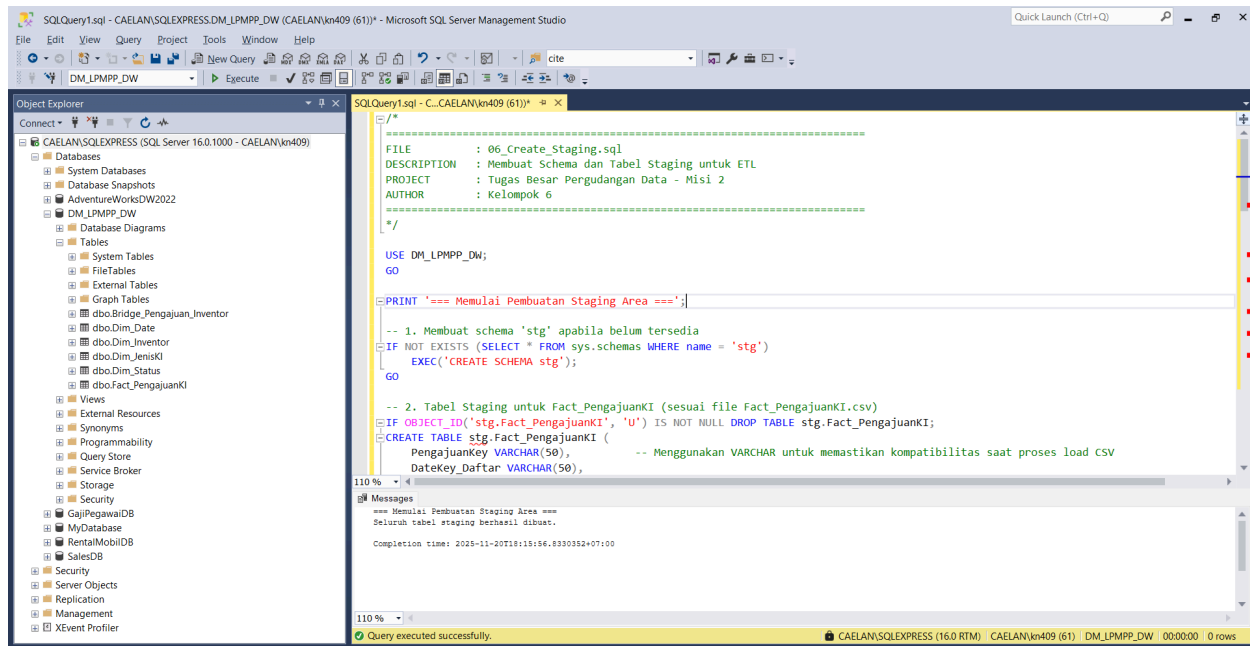 SQLQuery1.sql - CAELAN\SQLEXPRESS.DM_LPMPP_DW (CAELAN\kn409 (61))* - Microsoft SQL Server Management Studio
Quick Launch (Ctrl+Q)
File Edit View Query Project Tools Window Help
New Query
cite
DM_LPMPP_DW
Execute
Object Explorer
Connect
CAELAN\SQLEXPRESS (SQL Server 16.0.1000 - CAELAN\kn409)
Databases
System Databases
Database Snapshots
AdventureWorksDW2022
DM_LPMPP_DW
Database Diagrams
Tables
System Tables
FileTables
External Tables
Graph Tables
dbo.Bridge_Pengajuan_Inventor
dbo.Dim_Date
dbo.Dim_Inventor
dbo.Dim_JenisKI
dbo.Dim_Status
dbo.Fact_PengajuanKI
Views
External Resources
Synonyms
Programmability
Query Store
Service Broker
Storage
Security
GajiPegawaiDB
MyDatabase
RentalMobilDB
SalesDB
Security
Server Objects
Replication
Management
XEvent Profiler
SQLQuery1.sql - C...CAELAN\kn409 (61))*
/*
===========================================================================
FILE : 06_Create_Staging.sql
DESCRIPTION : Membuat Schema dan Tabel Staging untuk ETL
PROJECT : Tugas Besar Pergudangan Data - Misi 2
AUTHOR : Kelompok 6
===========================================================================
*/
USE DM_LPMPP_DW;
GO
PRINT '=== Memulai Pembuatan Staging Area ===';
-- 1. Membuat schema 'stg' apabila belum tersedia
IF NOT EXISTS (SELECT * FROM sys.schemas WHERE name = 'stg')
EXEC('CREATE SCHEMA stg');
GO
-- 2. Tabel Staging untuk Fact_PengajuanKI (sesuai file Fact_PengajuanKI.csv)
IF OBJECT_ID('stg.Fact_PengajuanKI', 'U') IS NOT NULL DROP TABLE stg.Fact_PengajuanKI;
CREATE TABLE stg.Fact_PengajuanKI (
PengajuanKey VARCHAR(50), -- Menggunakan VARCHAR untuk memastikan kompatibilitas saat proses load CSV
DateKey_Daftar VARCHAR(50),
110 %
Messages
=== Memulai Pembuatan Staging Area ===
Seluruh tabel staging berhasil dibuat.
Completion time: 2025-11-20T18:15:56.8330352+07:00
110 %
Query executed successfully.
CAELAN\SQLEXPRESS (16.0 RTM) CAELAN\kn409 (61) DM_LPMPP_DW 00:00:00 0 rows